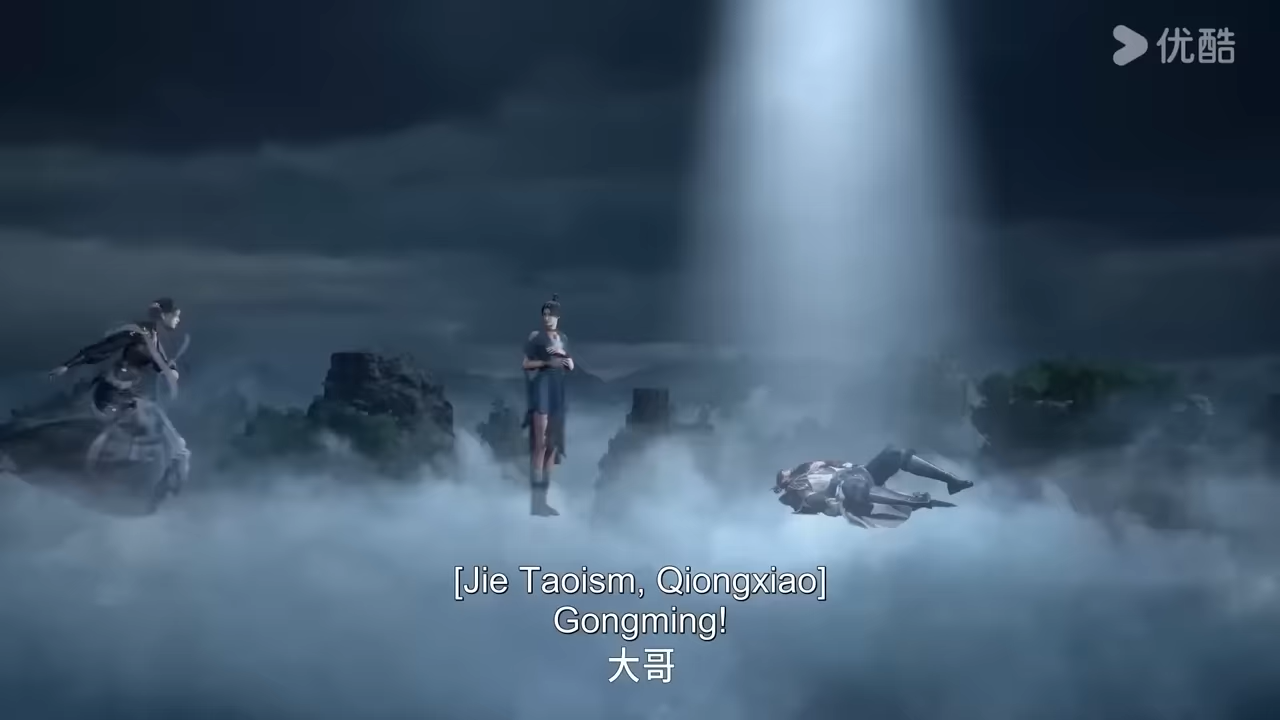 优酷
[Jie Taoism, Qiongxiao]
Gongming!
大哥